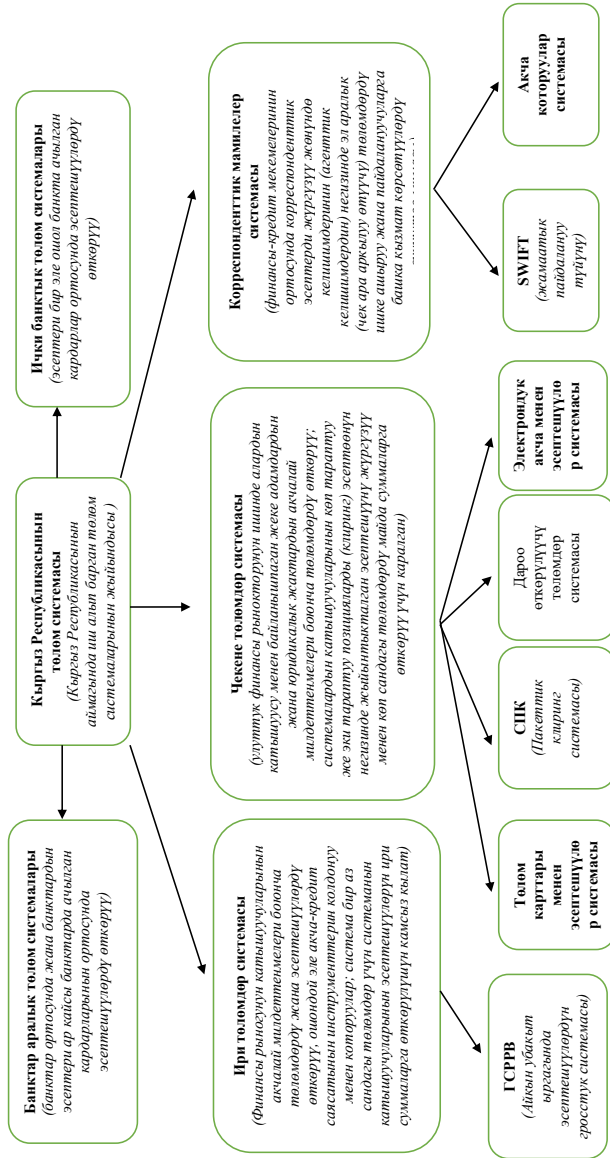 Банктар аралык төлөм системалары
(банктар ортосунда жана банктардын
эсептери ар кайсы банктарда ачылган
кардарларынын ортосунда
эсептешүүлөрдү өткөрүү)
Кыргыз Республикасынын
төлөм системасы
(Кыргыз Республикасынын
аймагында иш алып барган төлөм
системаларынын жыйындысы )
Ички банктык төлөм системалары
(эсептери бир эле ошол банкта ачылган
кардарлар ортосунда эсептешүүлөрдү
өткөрүү)
Ири төлөмдөр системасы
(Финансы рыногунун катышуучуларынын
акчалай милдеттенмелери боюнча
төлөмдөрдү жана эсептешүүлөрдү
өткөрүү, ошондой эле акча-кредит
саясатынын инструменттерин колдонуу
менен которуулар; система бир аз
сандагы төлөмдөр үчүн системанын
катышуучуларынын эсептешүүлөрүн ири
суммаларга өткөрүлүшүн камсыз кылат)
Чекене төлөмдөр системасы
(улуттук финансы рынокторунун ишинде алардын
катышуусу менен байланышпаган жеке адамдардын
жана юридикалык жактардын акчалай
милдеттенмелери боюнча төлөмдөрдү өткөрүү;
системалардын катышуучуларынын көп тараптуу
же эки тараптуу позицияларды (клиринг) эсептөөнүн
негизинде жыйынтыкталган эсептешүүнү жүргүзүү
менен көп сандагы төлөмдөрдү майда суммаларга
өткөрүү үчүн каралган)
Корреспонденттик мамилелер
системасы
(финансы-кредит мекемелеринин
ортосунда корреспонденттик
эсептерди жүргүзүү жөнүндө
келишимдеринин (агенттик
келишимдердин) негизинде эл аралык
(чек ара аркылуу өтүүчү) төлөмдөрдү
ишке ашыруу жана пайдалануучуларга
башка кызмат көрсөтүүлөрдү
ГСРРВ
(Айкын убакыт
ыргагында
эсептешүүлөрдүн
гросстук системасы)
Төлөм
карттары
менен
эсептешүүлө
р системасы
СПК
(Пакеттик
клиринг
системасы)
Дароо
өткөрүлүүчү
төлөмдөр
системасы
Электрондук
акча менен
эсептешүүлө
р системасы
SWIFT
(жамааттык
пайдалануу
түйүнү)
Акча
которуулар
системасы